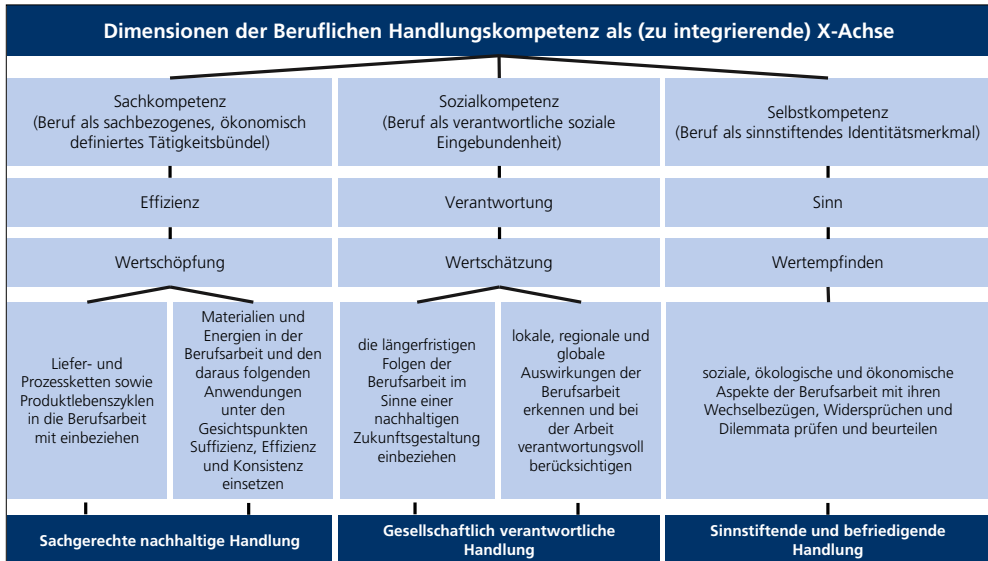 Dimensionen der Beruflichen Handlungskompetenz als (zu integrierende) X-Achse
Sachkompetenz
(Beruf als sachbezogenes, ökonomisch
definiertes Tätigkeitsbündel)
Sozialkompetenz
(Beruf als verantwortliche soziale
Eingebundenheit)
Selbstkompetenz
(Beruf als sinnstiftendes Identitätsmerkmal)
Effizienz
Verantwortung
Sinn
Wertschöpfung
Wertschätzung
Wertempfinden
Liefer- und
Prozessketten sowie
Produktlebenszyklen
in die Berufsarbeit
mit einbeziehen
Materialien und
Energien in der
Berufsarbeit und den
daraus folgenden
Anwendungen
unter den
Gesichtspunkten
Suffizienz, Effizienz
und Konsistenz
einsetzen
die längerfristigen
Folgen der
Berufsarbeit im
Sinne einer
nachhaltigen
Zukunftsgestaltung
einbeziehen
lokale, regionale und
globale
Auswirkungen der
Berufsarbeit
erkennen und bei
der Arbeit
verantwortungsvoll
berücksichtigen
soziale, ökologische und ökonomische
Aspekte der Berufsarbeit mit ihren
Wechselbezügen, Widersprüchen und
Dilemmata prüfen und beurteilen
Sachgerechte nachhaltige Handlung
Gesellschaftlich verantwortliche
Handlung
Sinnstiftende und befriedigende
Handlung